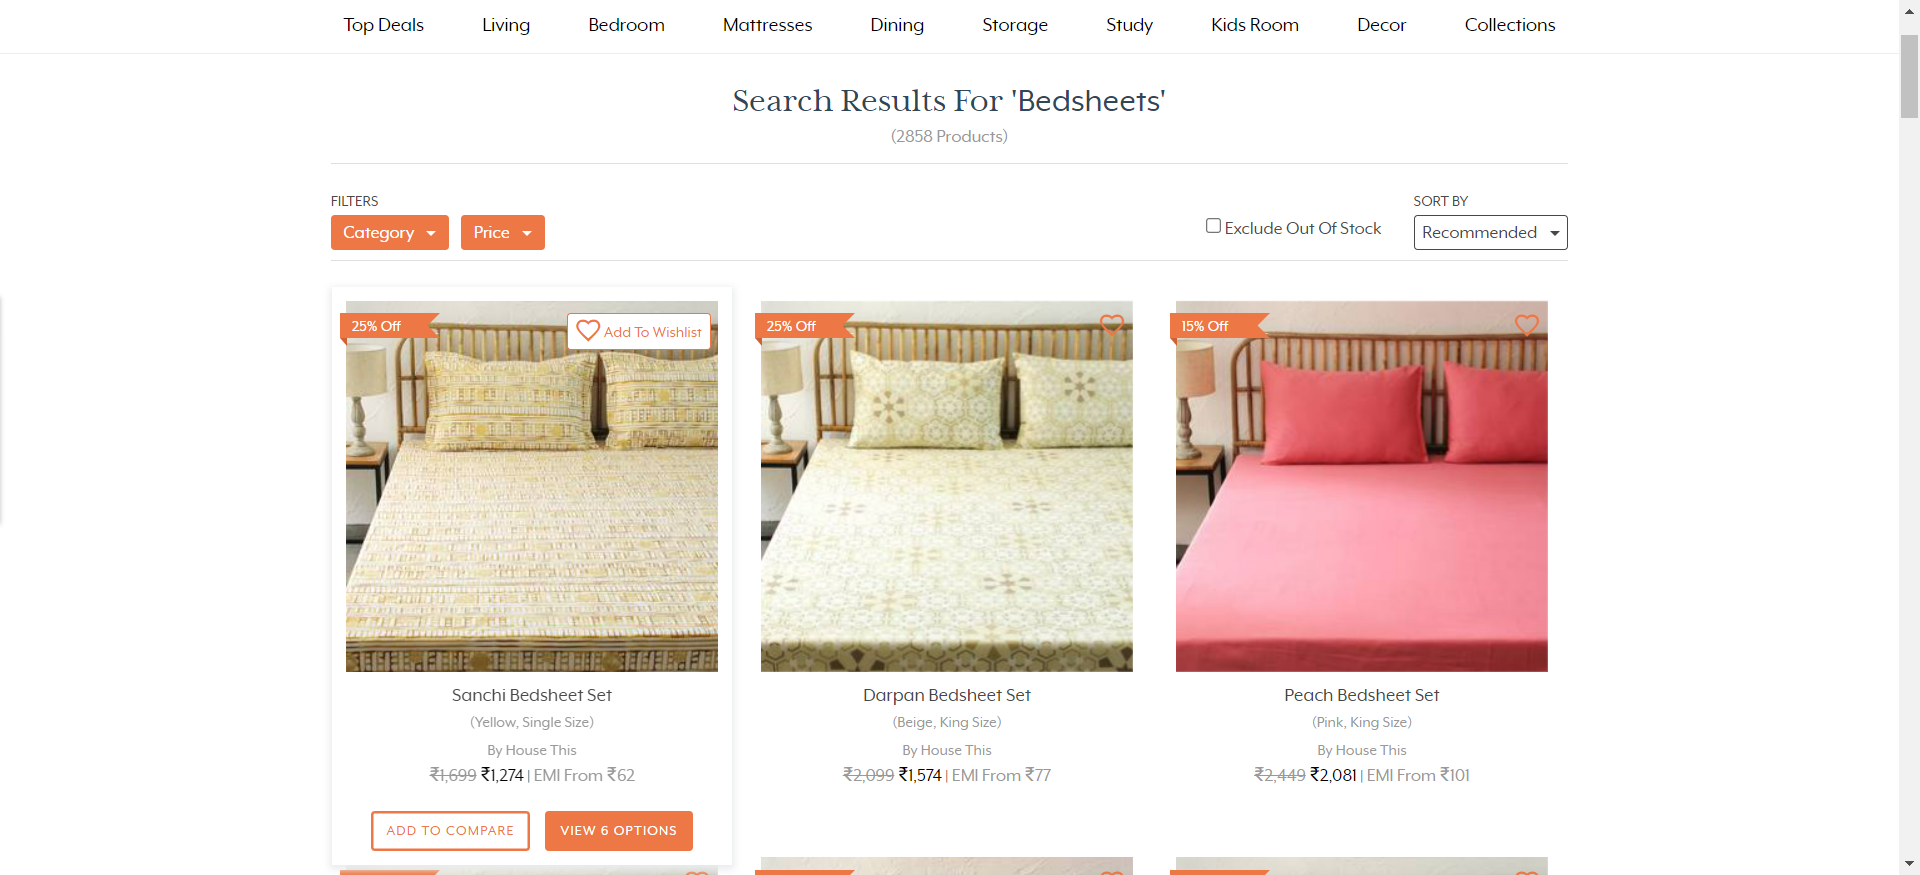 Top Deals Living Bedroom Mattresses Dining Storage Study Kids Room Decor Collections
Search Results For 'Bedsheets'
(2858 Products)
FILTERS
Category Price
Exclude Out Of Stock
SORT BY
Recommended
25% Off
Add To Wishlist
25% Off
15% Off
Sanchi Bedsheet Set
(Yellow, Single Size)
By House This
₹1,699 ₹1,274 | EMI From ₹62
ADD TO COMPARE VIEW 6 OPTIONS
Darpan Bedsheet Set
(Beige, King Size)
By House This
₹2,099 ₹1,574 | EMI From ₹77
Peach Bedsheet Set
(Pink, King Size)
By House This
₹2,449 ₹2,081 | EMI From ₹101